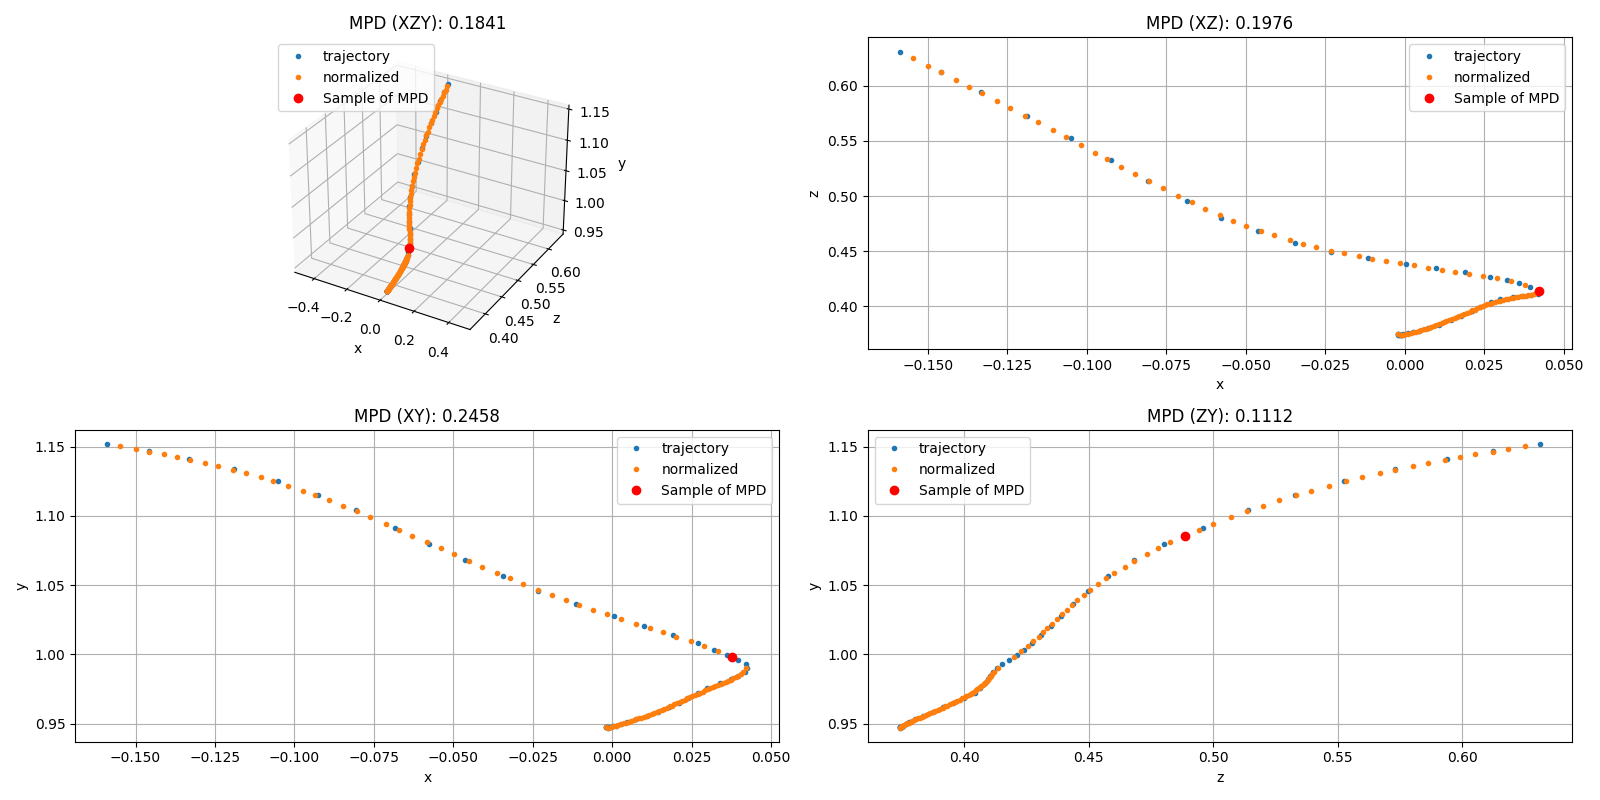 MPD (XZY): 0.1841
trajectory
normalized
Sample of MPD
1.15
1.10
1.05
1.00
0.95
y
0.60
0.55
0.50
0.45
0.40
z
−0.4
−0.2
0.0
0.2
0.4
x
MPD (XZ): 0.1976
trajectory
normalized
Sample of MPD
0.60
0.55
0.50
0.45
0.40
z
−0.150 −0.125 −0.100 −0.075 −0.050 −0.025 0.000 0.025 0.050
x
MPD (XY): 0.2458
trajectory
normalized
Sample of MPD
1.15
1.10
1.05
1.00
0.95
y
−0.150 −0.125 −0.100 −0.075 −0.050 −0.025 0.000 0.025 0.050
x
MPD (ZY): 0.1112
trajectory
normalized
Sample of MPD
1.15
1.10
1.05
1.00
0.95
y
0.40 0.45 0.50 0.55 0.60
z